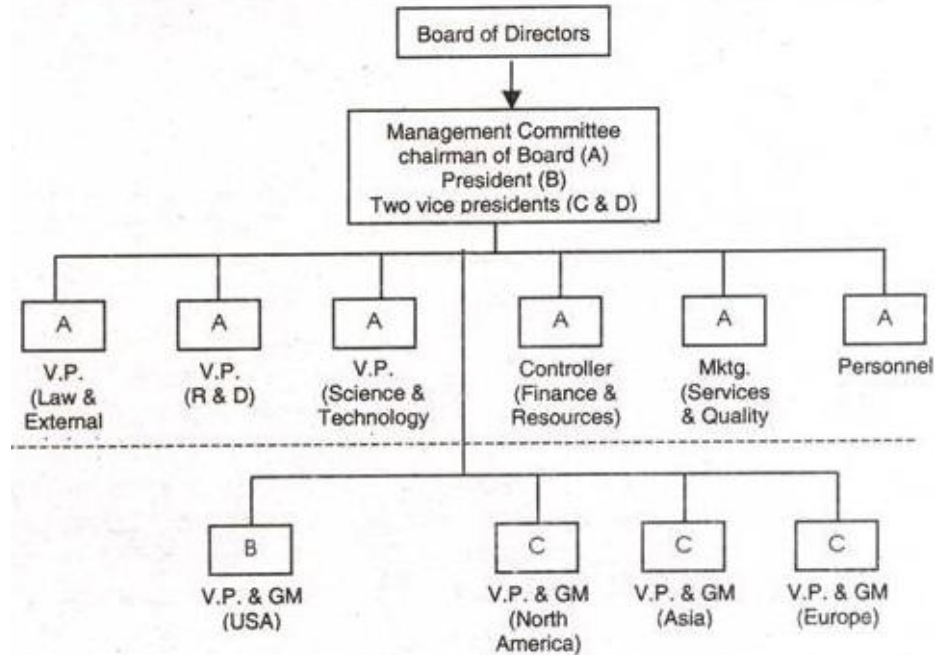 Board of Directors
Management Committee
chairman of Board (A)
President (B)
Two vice presidents (C & D)
A
A
A
A
A
A
V.P.
(Law &
External
V.P.
(R & D)
V.P.
(Science &
Technology
Controller
(Finance &
Resources)
Mktg.
(Services
& Quality
Personnel
B
C
C
C
V.P. & GM
(USA)
V.P. & GM
(North
America)
V.P. & GM
(Asia)
V.P. & GM
(Europe)